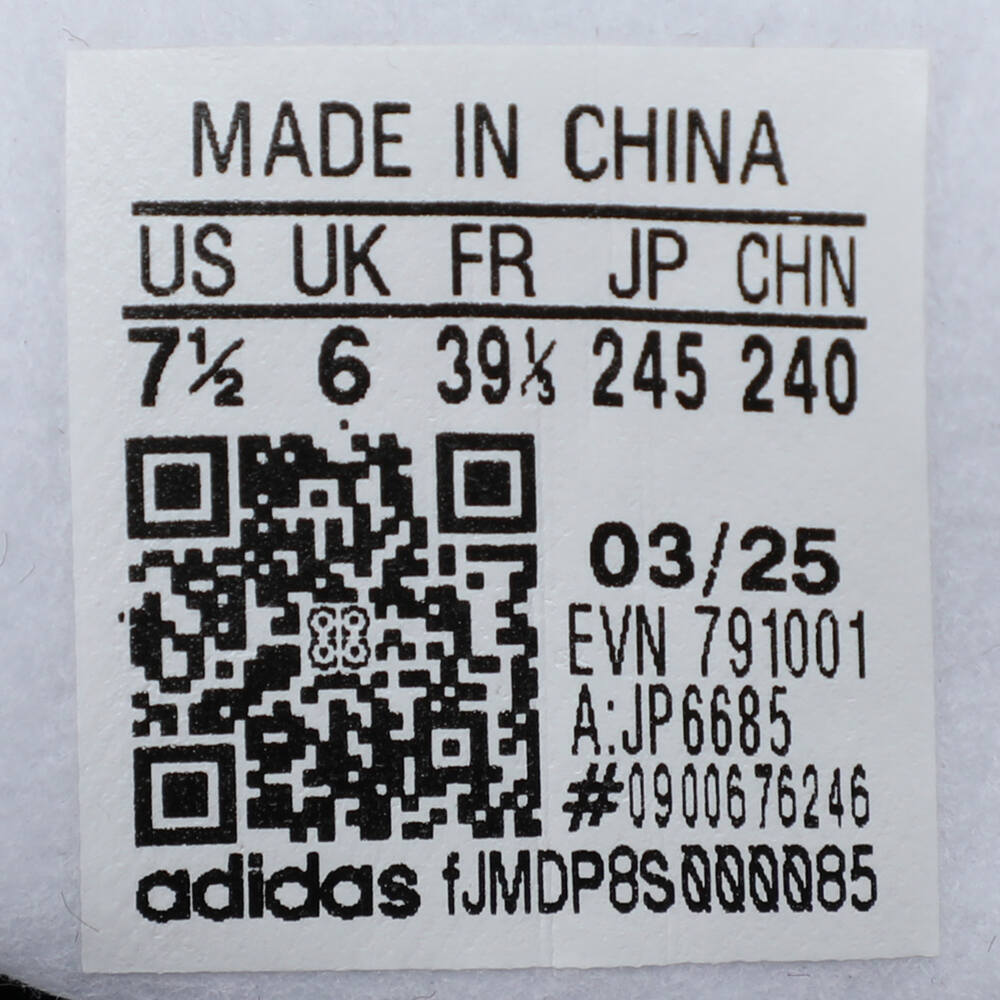 MADE IN CHINA
US UK FR JP CHN
7½ 6 39⅓ 245 240
03/25
EVN 791001
A:JP6685
#0900676246
adidas fJMDP8S000085